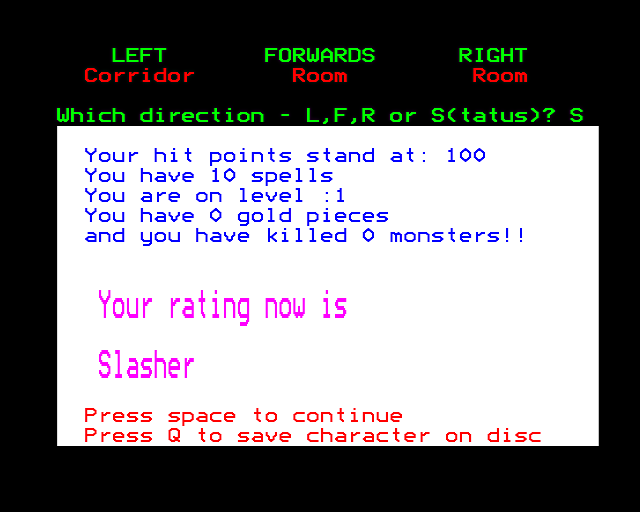 LEFT FORWARDS RIGHT
Corridor Room Room
Which direction - L,F,R or S(tatus)? S
Your hit points stand at: 100
You have 10 spells
You are on level :1
You have 0 gold pieces
and you have killed 0 monsters!!
Your rating now is
Slasher
Press space to continue
Press Q to save character on disc